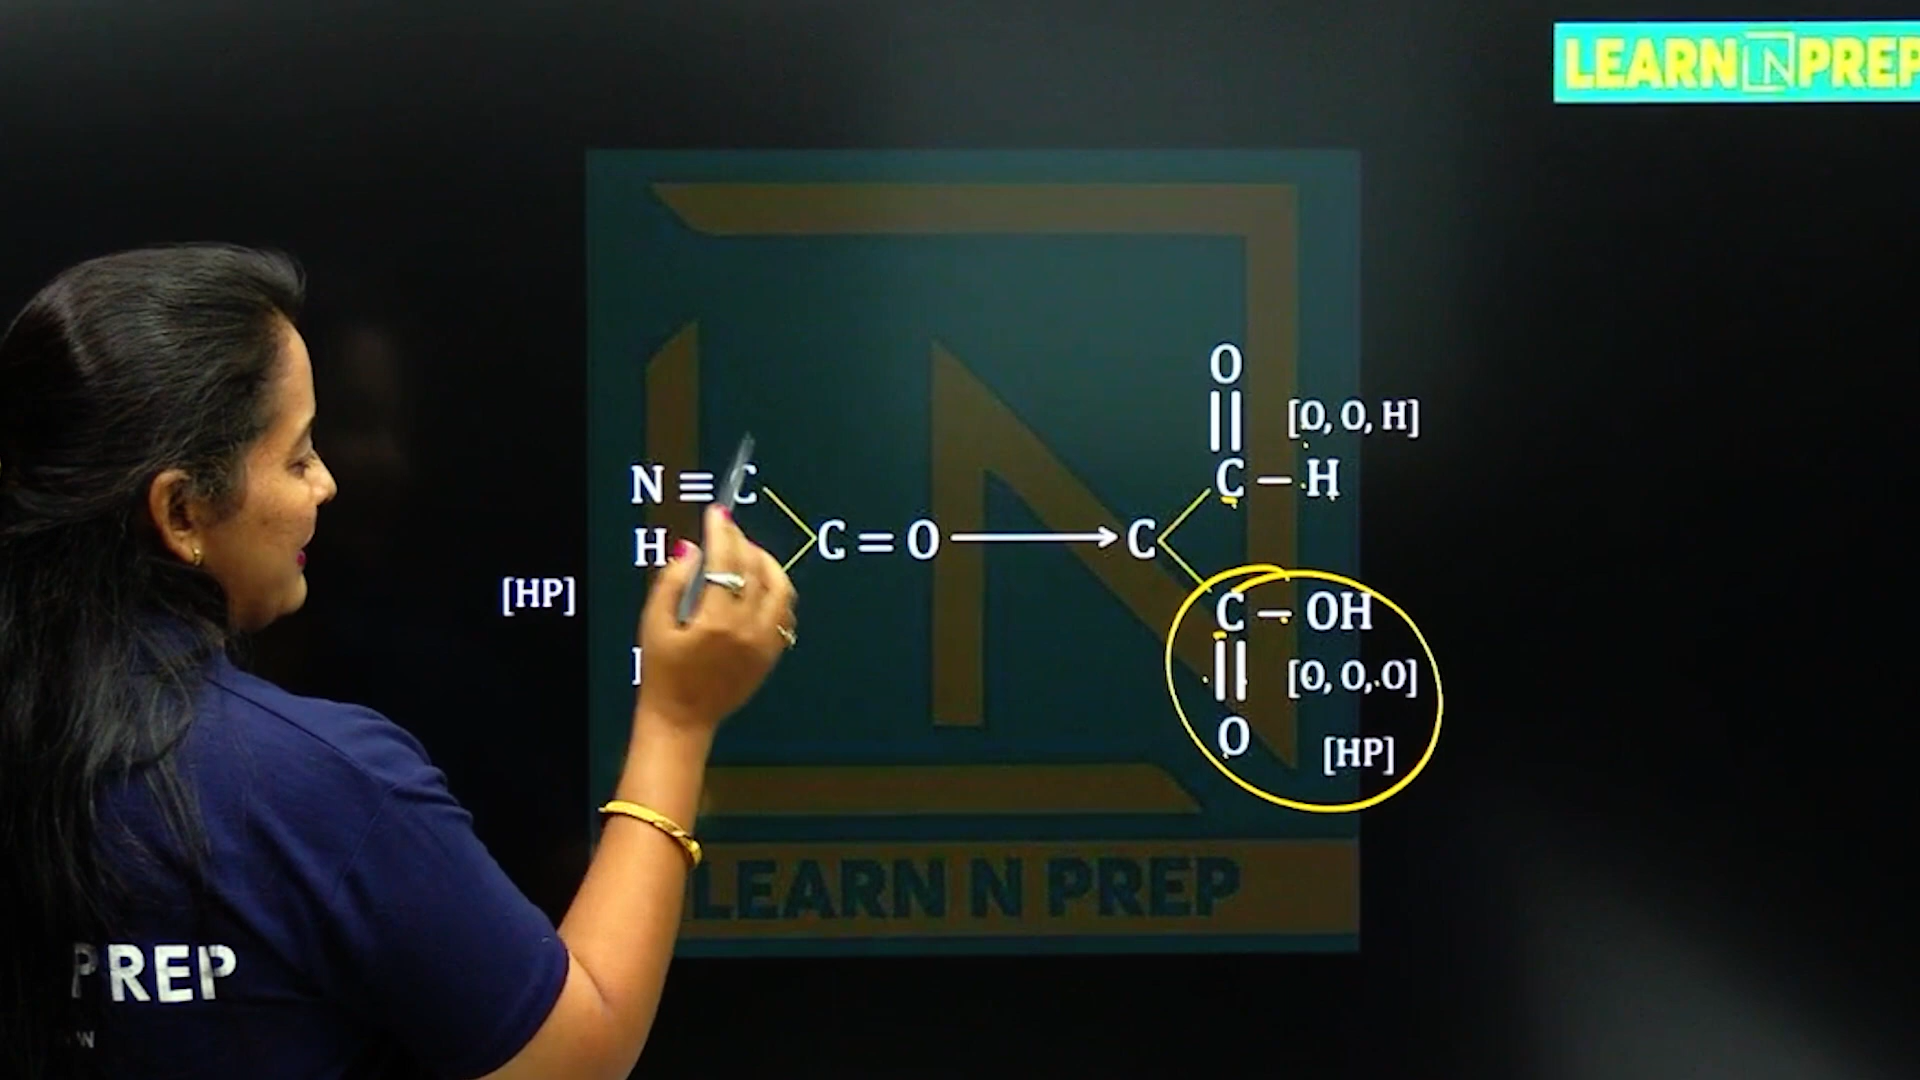 LEARN N PREP
O
[O, O, H]
N ≡ C
C – H
H
C = O → C
[HP]
C – OH
[O, O, O]
O
[HP]
LEARN N PREP
PREP